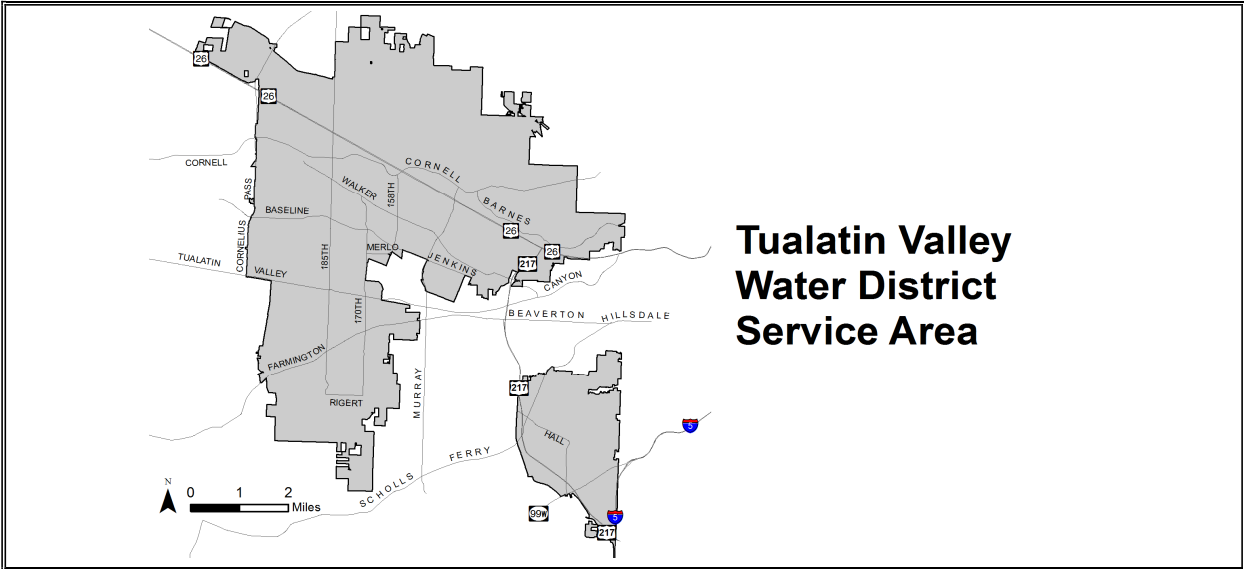 26
26
CORNELL
CORNELL
PASS
WALKER
158TH
BARNES
BASELINE
26
CORNELIUS
185TH
MERLO
26
TUALATIN
VALLEY
JENKINS
217
CANYON
Tualatin Valley
Water District
Service Area
170TH
BEAVERTON
HILLSDALE
FARMINGTON
217
MURRAY
RIGERT
5
HALL
FERRY
SCHOLLS
N
0 1 2
Miles
99W
5
217